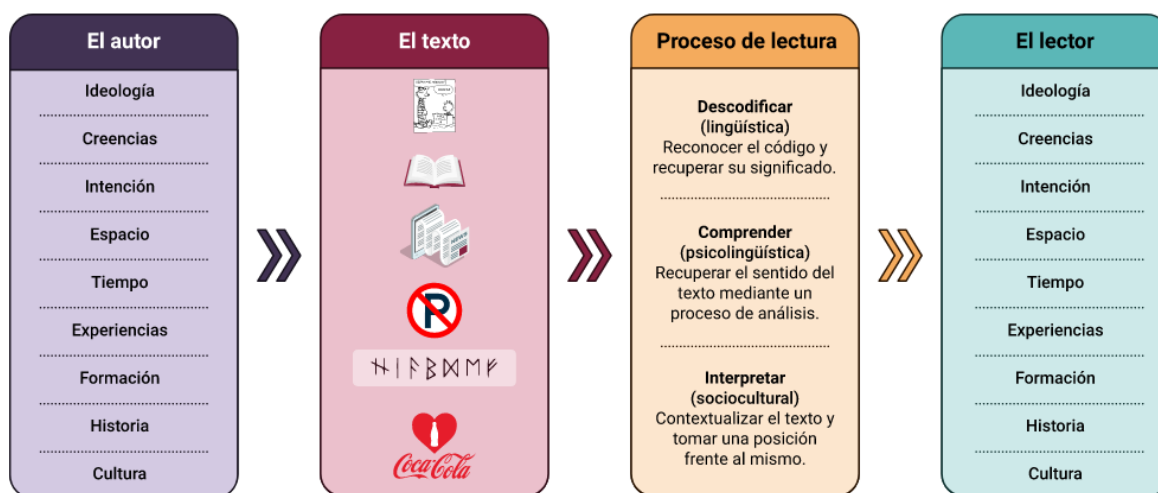 El autor
Ideología
Creencias
Intención
Espacio
Tiempo
Experiencias
Formación
Historia
Cultura
El texto
NEWS
P
ᚺᛁᚨᛒᛞᛖᚠ
Coca-Cola
Proceso de lectura
Descodificar
(lingüística)
Reconocer el código y
recuperar su significado.
Comprender
(psicolingüística)
Recuperar el sentido del
texto mediante un
proceso de análisis.
Interpretar
(sociocultural)
Contextualizar el texto y
tomar una posición
frente al mismo.
El lector
Ideología
Creencias
Intención
Espacio
Tiempo
Experiencias
Formación
Historia
Cultura